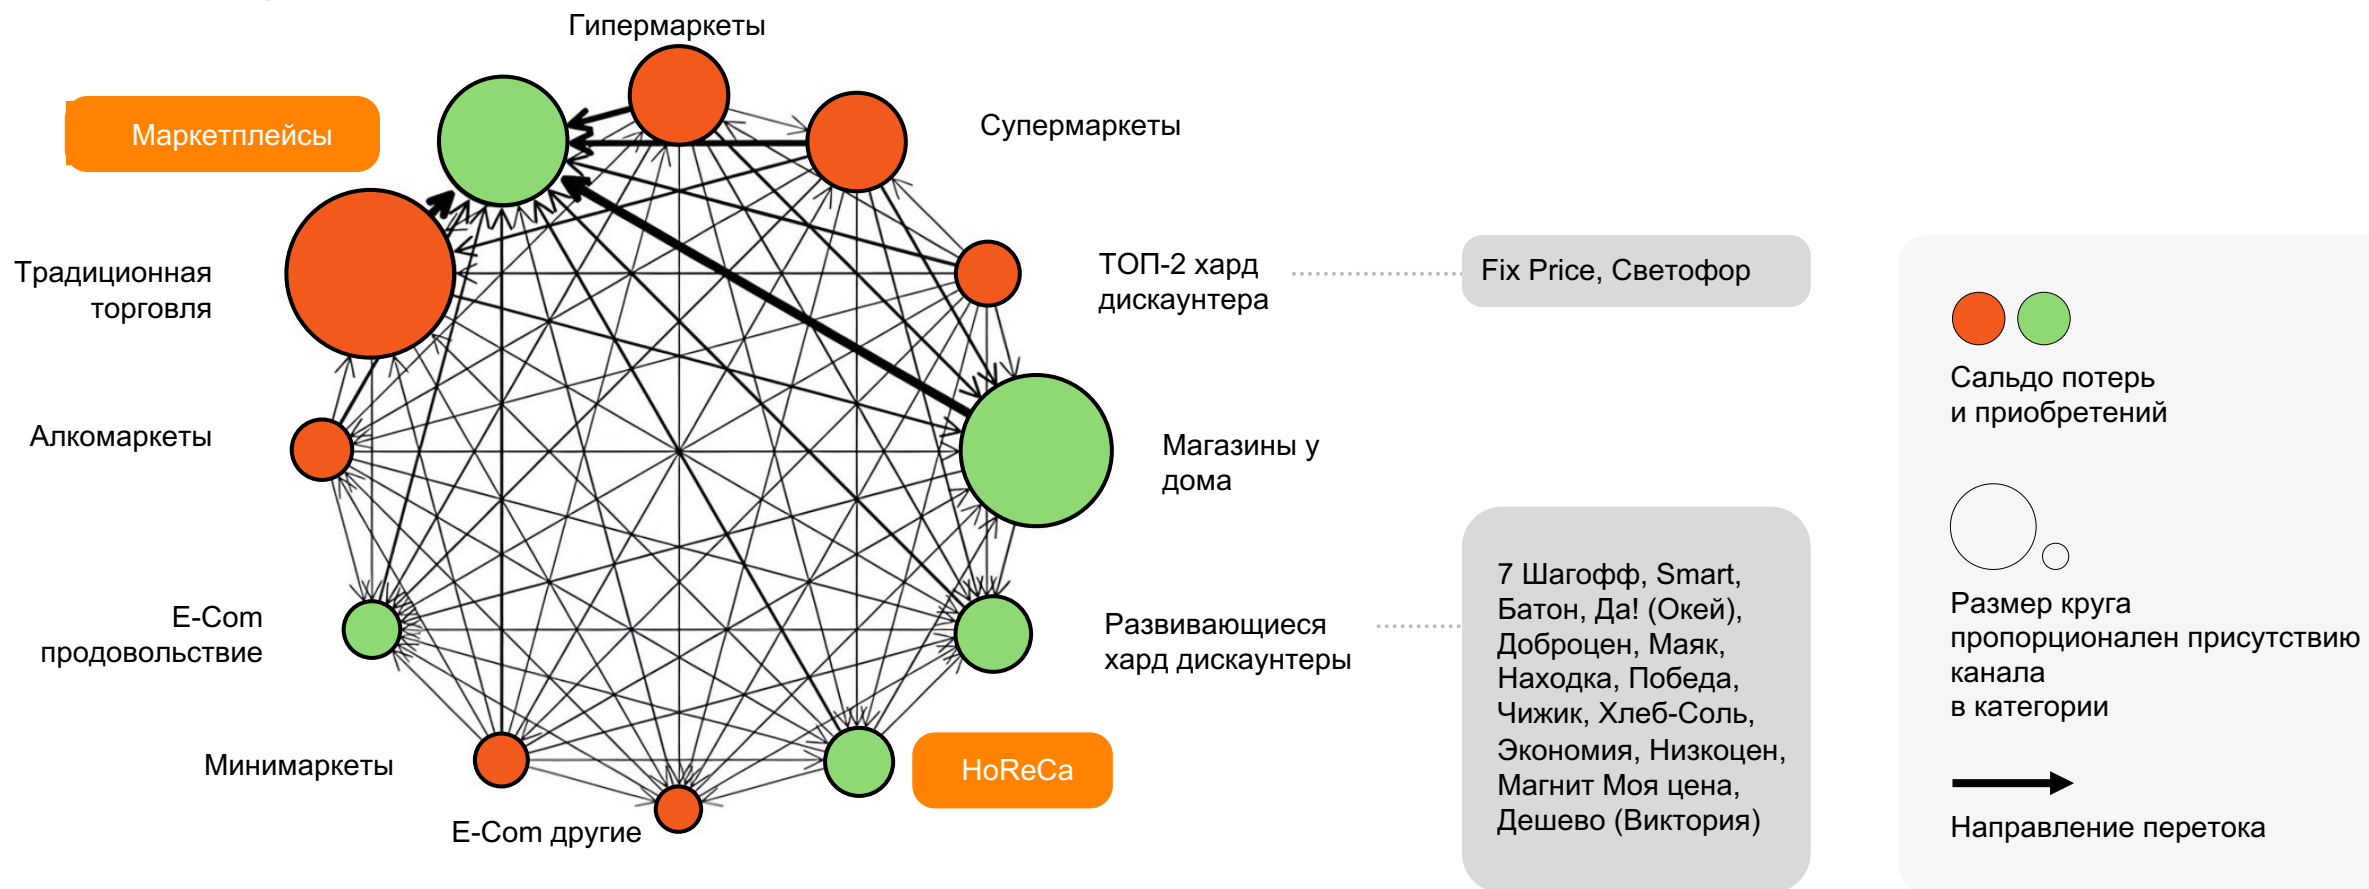 Гипермаркеты
Маркетплейсы
Супермаркеты
Традиционная
торговля
ТОП-2 хард
дискаунтера
Fix Price, Светофор
Алкомаркеты
Магазины у
дома
E-Com
продовольствие
Развивающиеся
хард дискаунтеры
7 Шагофф, Smart,
Батон, Да! (Окей),
Доброцен, Маяк,
Находка, Победа,
Чижик, Хлеб-Соль,
Экономия, Низкоцен,
Магнит Моя цена,
Дешево (Виктория)
Минимаркеты
E-Com другие
HoReCa
Сальдо потерь
и приобретений
Размер круга
пропорционален присутствию
канала
в категории
Направление перетока